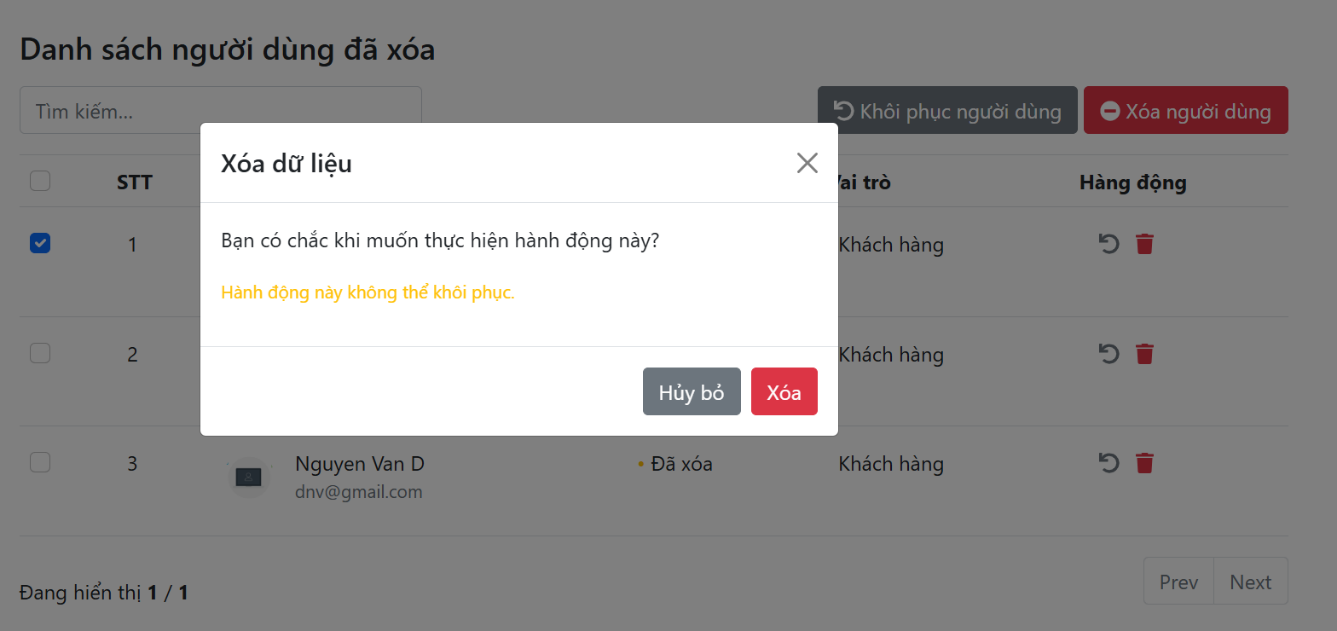 Danh sách người dùng đã xóa
Tìm kiếm...
Khôi phục người dùng
Xóa người dùng
Xóa dữ liệu
Bạn có chắc khi muốn thực hiện hành động này?
Hành động này không thể khôi phục.
Hủy bỏ Xóa
STT ai trò Hàng động
1 Khách hàng
2 Khách hàng
3 Nguyen Van D Đã xóa Khách hàng
dnv@gmail.com
Đang hiển thị 1 / 1
Prev Next